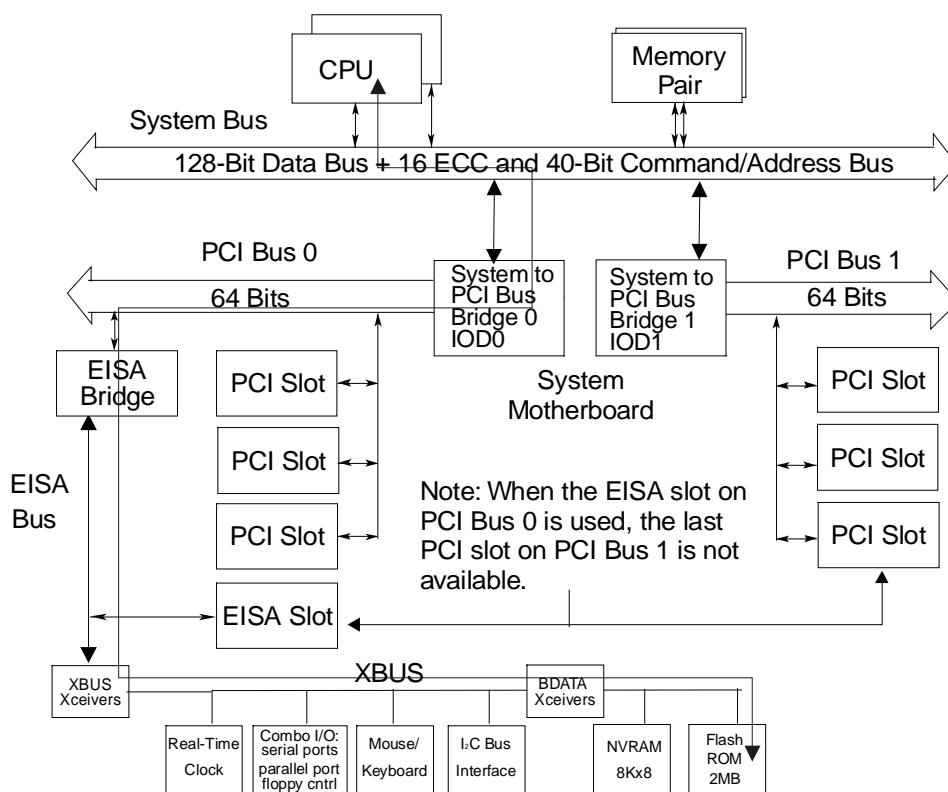 CPU
Memory
Pair
System Bus
128-Bit Data Bus + 16 ECC and 40-Bit Command/Address Bus
PCI Bus 0
64 Bits
System to
PCI Bus
Bridge 0
IOD0
System to
PCI Bus
Bridge 1
IOD1
PCI Bus 1
64 Bits
EISA
Bridge
PCI Slot
PCI Slot
PCI Slot
EISA Slot
System
Motherboard
PCI Slot
PCI Slot
PCI Slot
EISA
Bus
Note: When the EISA slot on
PCI Bus 0 is used, the last
PCI slot on PCI Bus 1 is not
available.
XBUS
Xceivers
XBUS
BDATA
Xceivers
Real-Time
Clock
Combo I/O:
serial ports
parallel port
floppy cntrl
Mouse/
Keyboard
I2C Bus
Interface
NVRAM
8Kx8
Flash
ROM
2MB